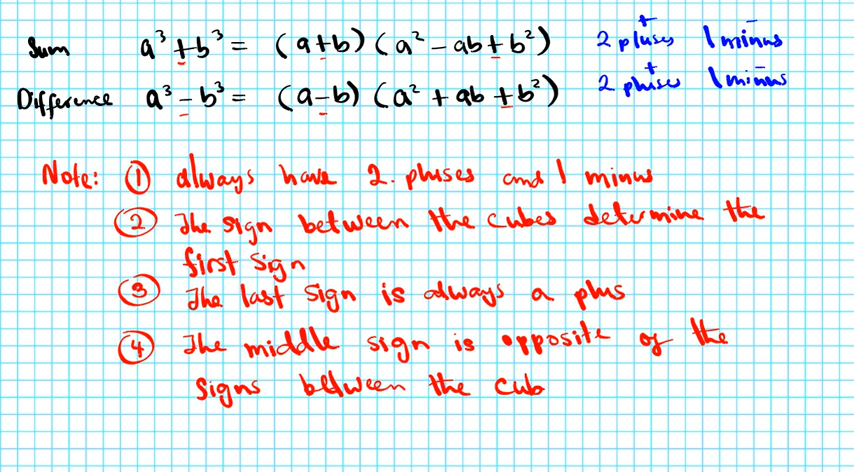 Sum a³ + b³ = (a+b) (a² - ab + b²) 2 pluses + 1 minus -
Difference a³ - b³ = (a-b) (a² + ab + b²) 2 pluses + 1 minus -
Note: ① always have 2. pluses and 1 minus
② The sign between the cubes determine the
first sign
③ The last sign is always a plus
④ The middle sign is opposite of the
signs between the cub